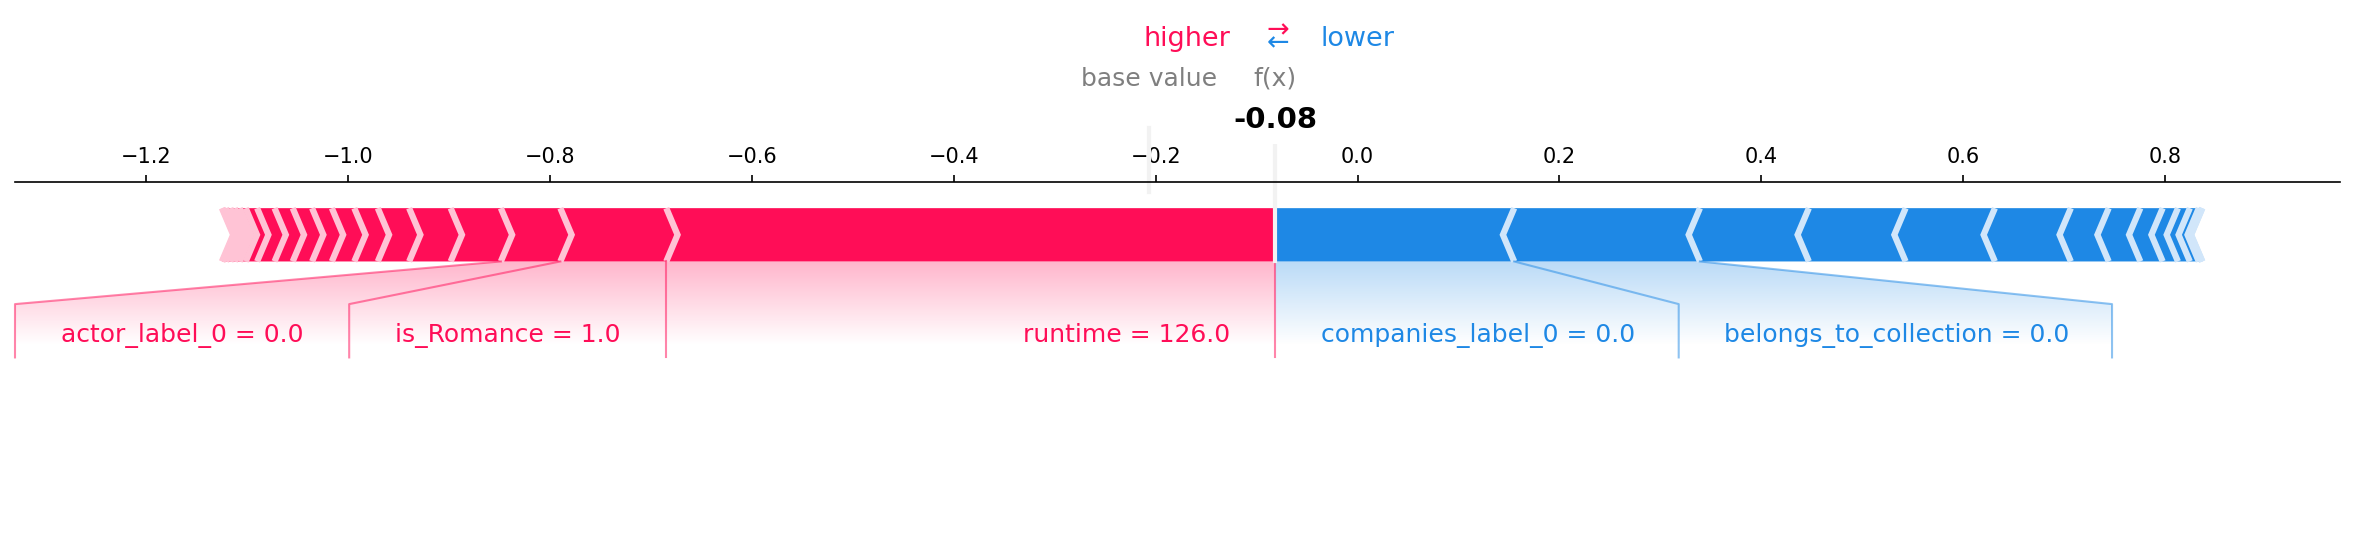 higher ⇄ lower
base value f(x)
-0.08
−1.2 −1.0 −0.8 −0.6 −0.4 −0.2 0.0 0.2 0.4 0.6 0.8
actor_label_0 = 0.0 is_Romance = 1.0 runtime = 126.0 companies_label_0 = 0.0 belongs_to_collection = 0.0